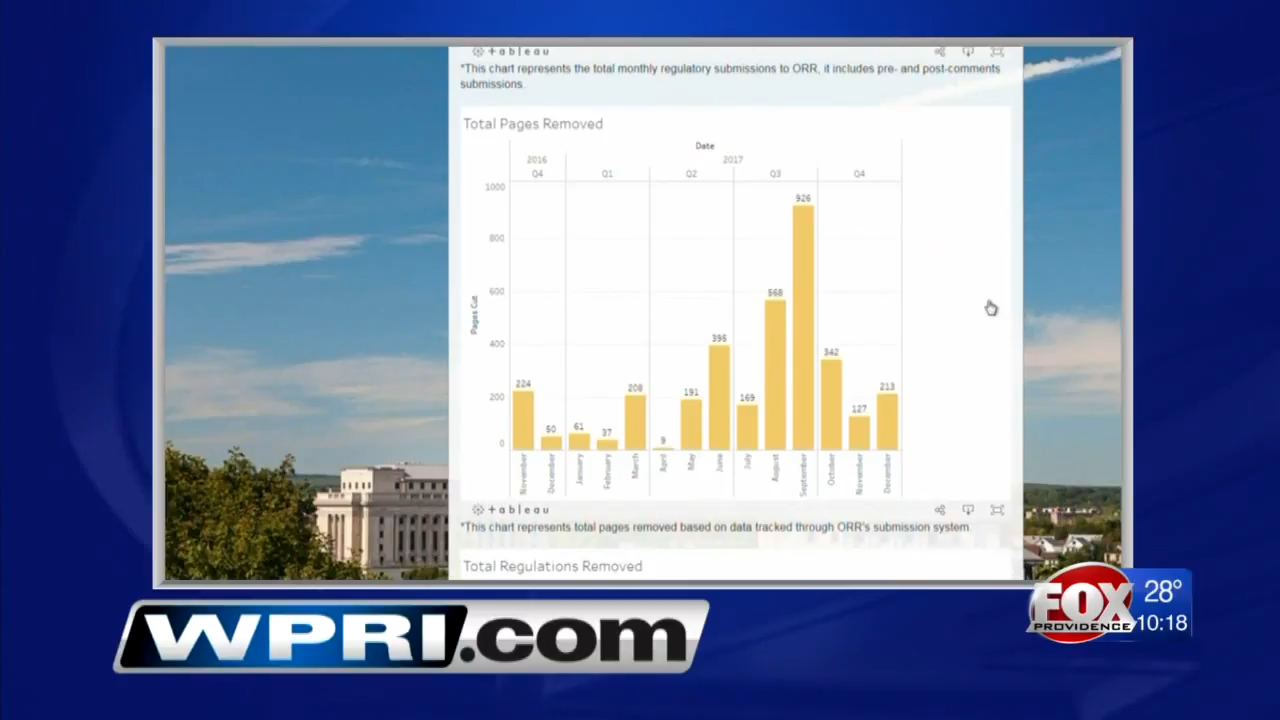 + a b l e a u
*This chart represents the total monthly regulatory submissions to ORR, it includes pre- and post-comments
submissions.
Total Pages Removed
Date
2016 2017
Q4 Q1 Q2 Q3 Q4
Pages Cut
1000
800
600
400
200
0
224 50 61 37 208 9 191 395 169 568 926 342 127 213
November December January February March April May June July August September October November December
+ a b l e a u
*This chart represents total pages removed based on data tracked through ORR's submission system.
Total Regulations Removed
FOX
PROVIDENCE
28°
10:18
WPRI.com